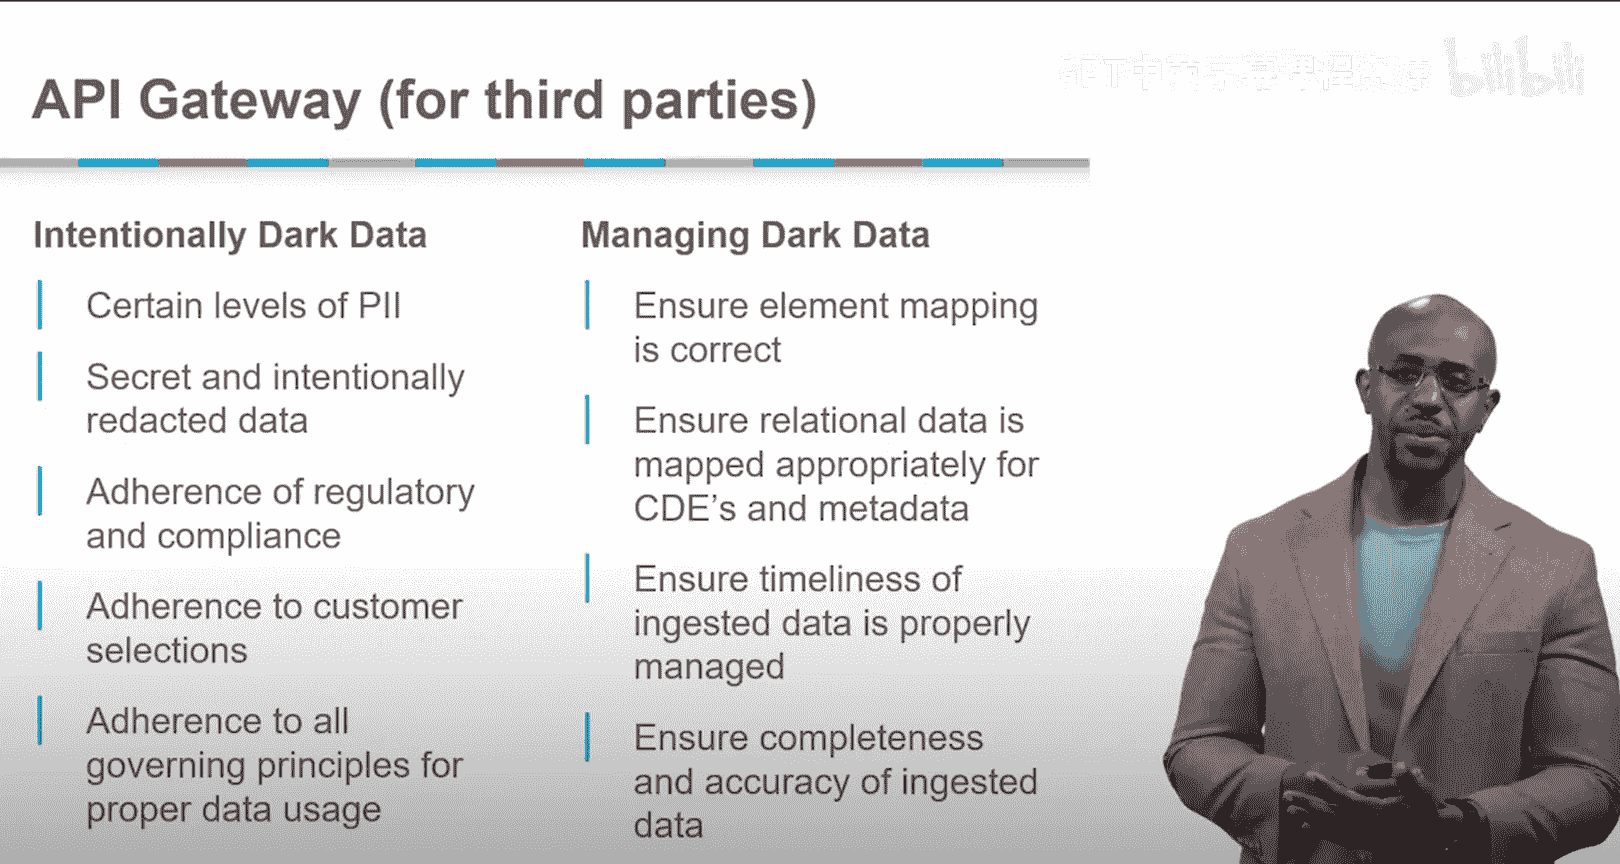 bilibili
API Gateway (for third parties)
Intentionally Dark Data
Certain levels of PII
Secret and intentionally
redacted data
Adherence of regulatory
and compliance
Adherence to customer
selections
Adherence to all
governing principles for
proper data usage
Managing Dark Data
Ensure element mapping
is correct
Ensure relational data is
mapped appropriately for
CDE’s and metadata
Ensure timeliness of
ingested data is properly
managed
Ensure completeness
and accuracy of ingested
data